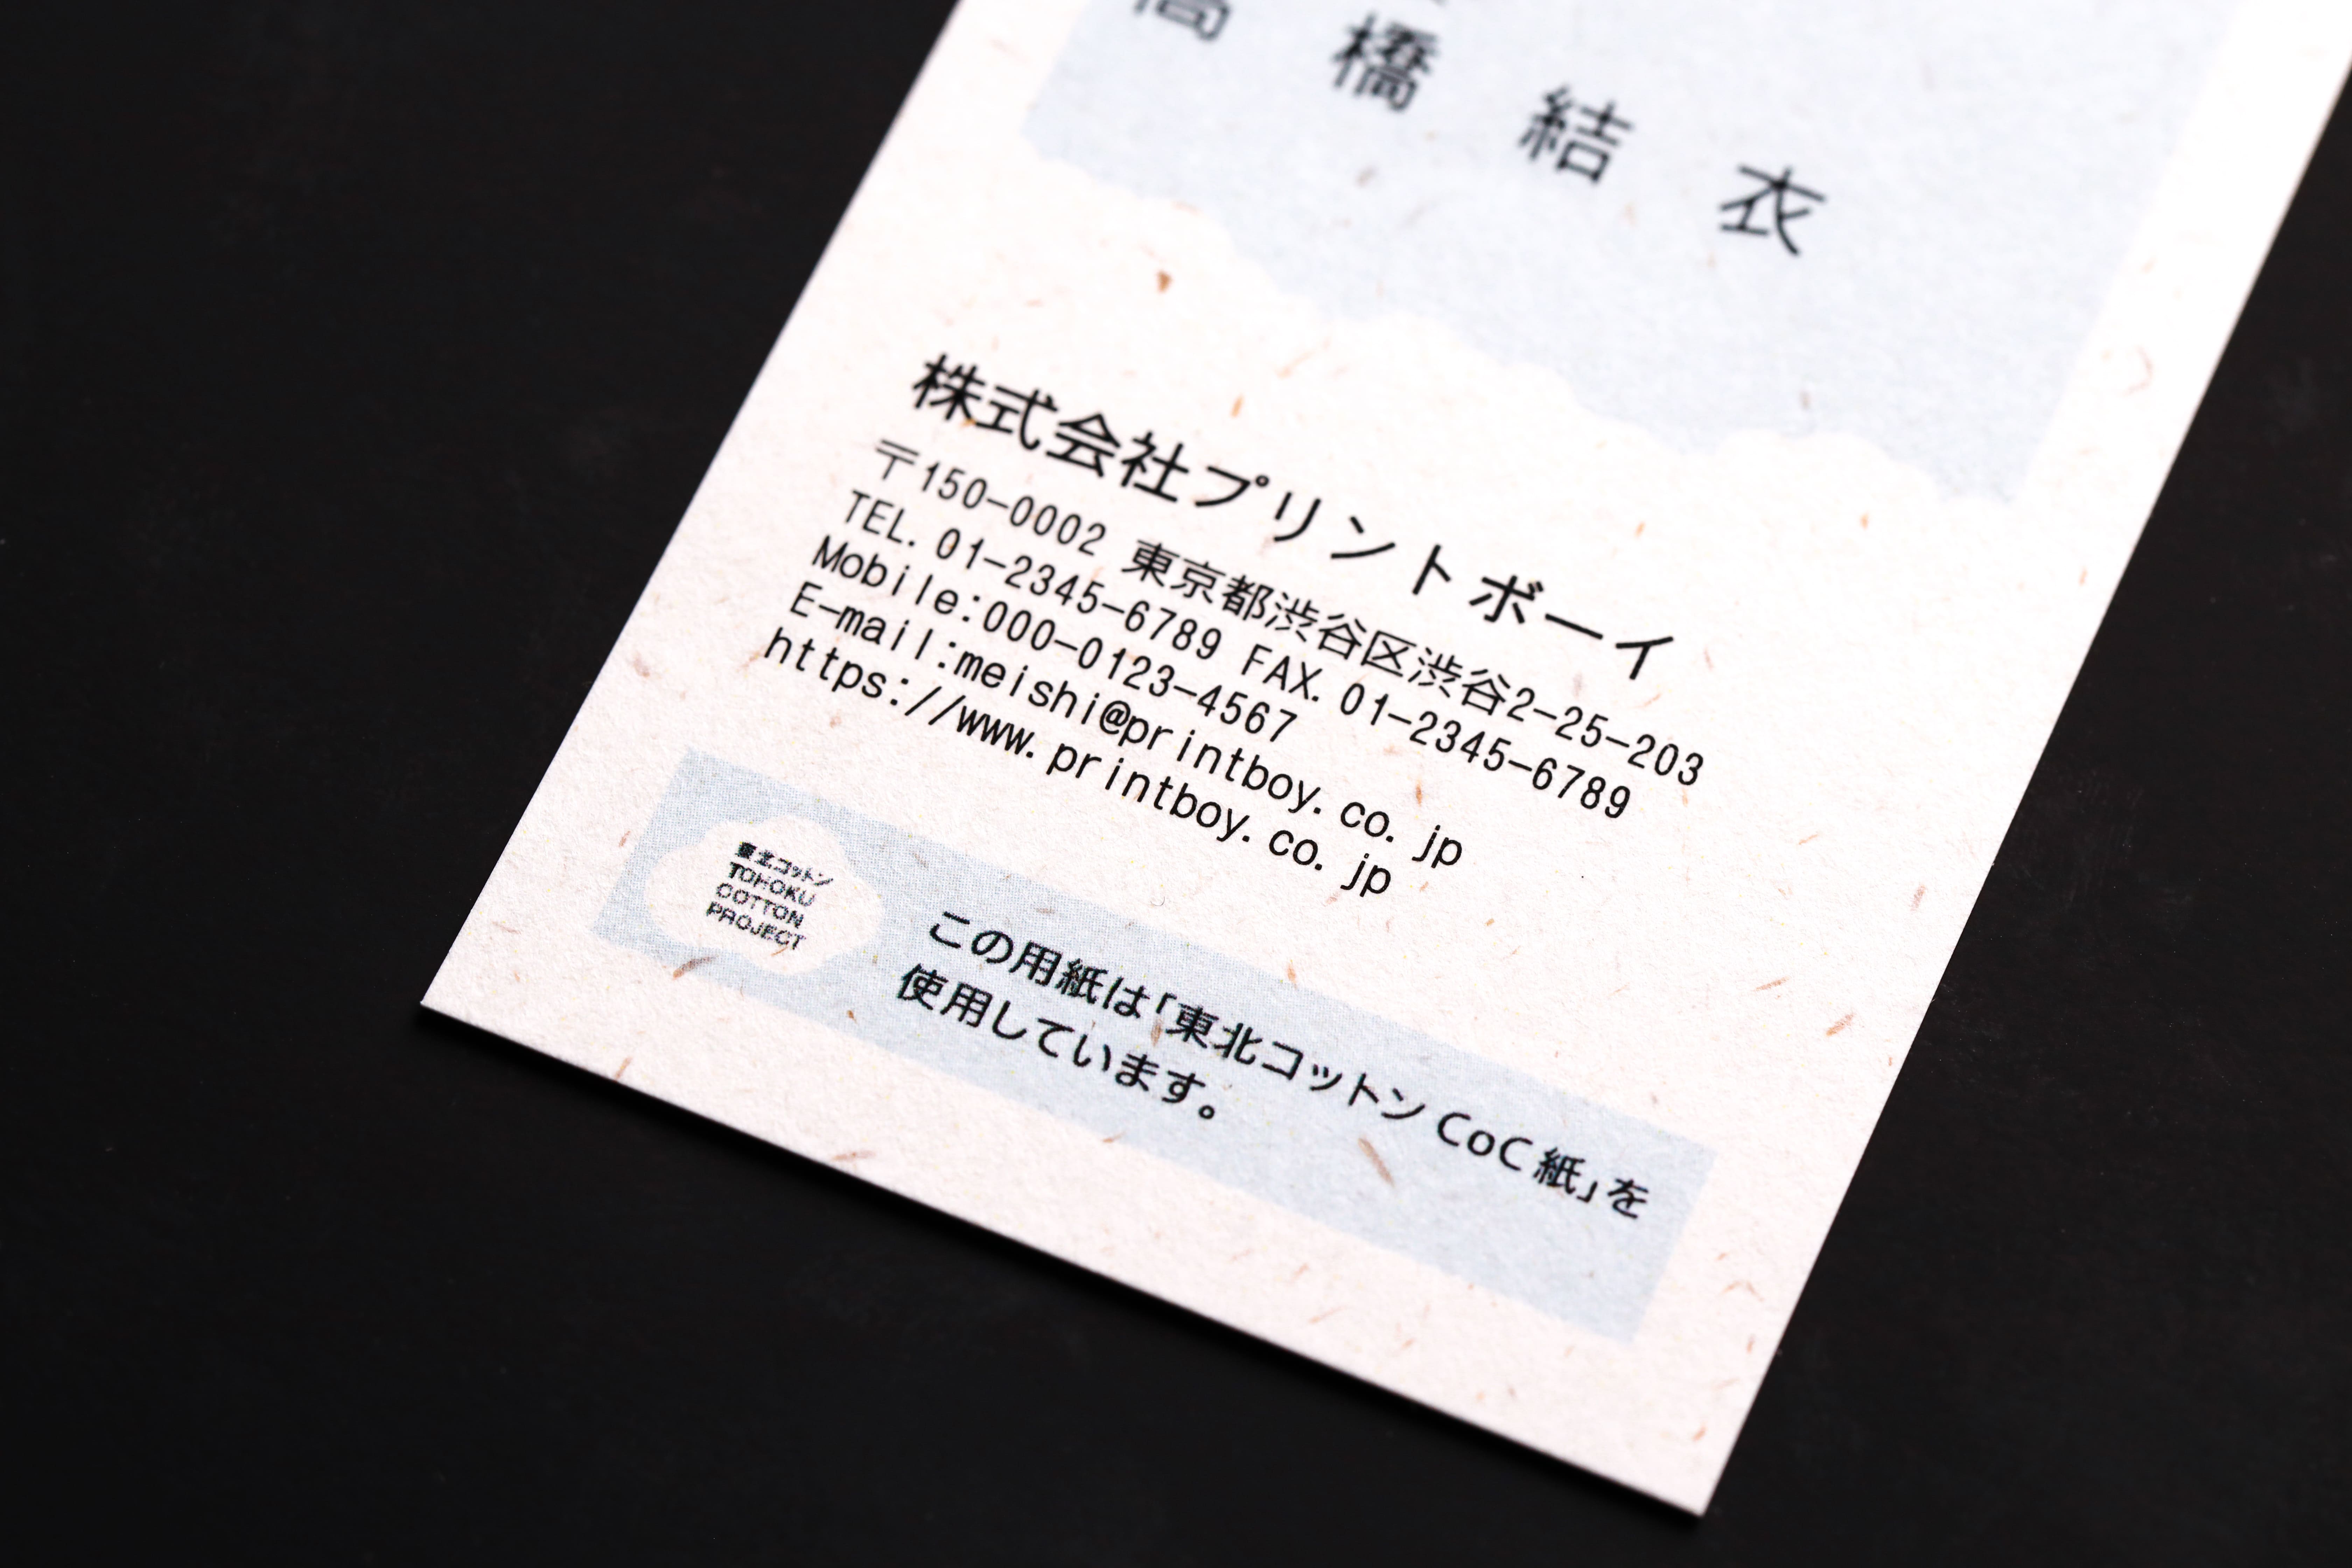 高橋結衣
株式会社プリントボーイ
〒150-0002 東京都渋谷区渋谷2-25-203
TEL. 01-2345-6789 FAX. 01-2345-6789
Mobile:000-0123-4567
E-mail:meishi@printboy.co.jp
https://www.printboy.co.jp
東北コットン
TOHOKU
COTTON
PROJECT
この用紙は「東北コットンCoC紙」を
使用しています。